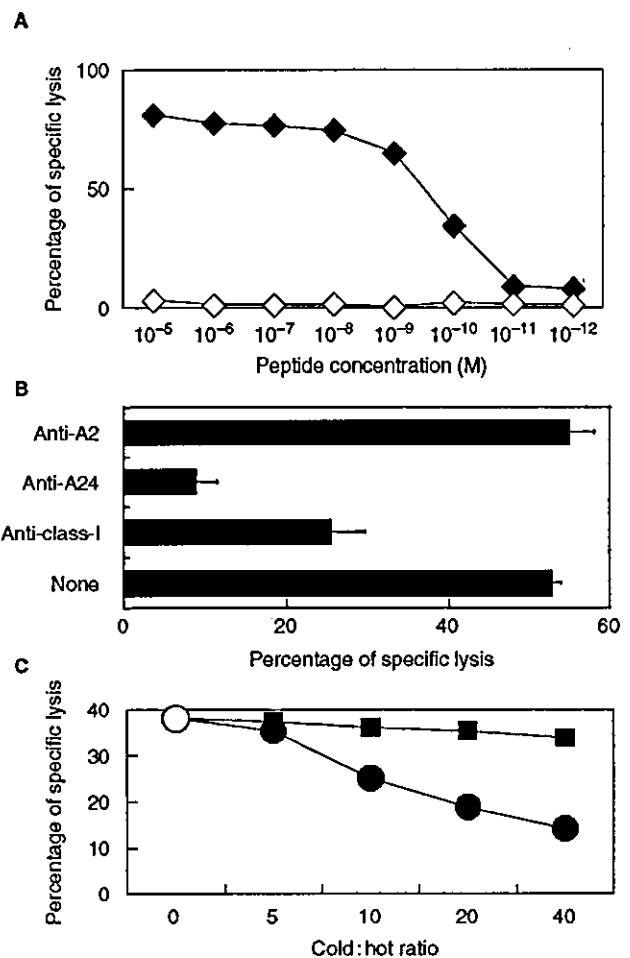 A
Percentage of specific lysis
100
50
0
10⁻⁵ 10⁻⁶ 10⁻⁷ 10⁻⁸ 10⁻⁹ 10⁻¹⁰ 10⁻¹¹ 10⁻¹²
Peptide concentration (M)
B
Anti-A2
Anti-A24
Anti-class-I
None
0 20 40 60
Percentage of specific lysis
C
Percentage of specific lysis
40
30
20
10
0
0 5 10 20 40
Cold:hot ratio